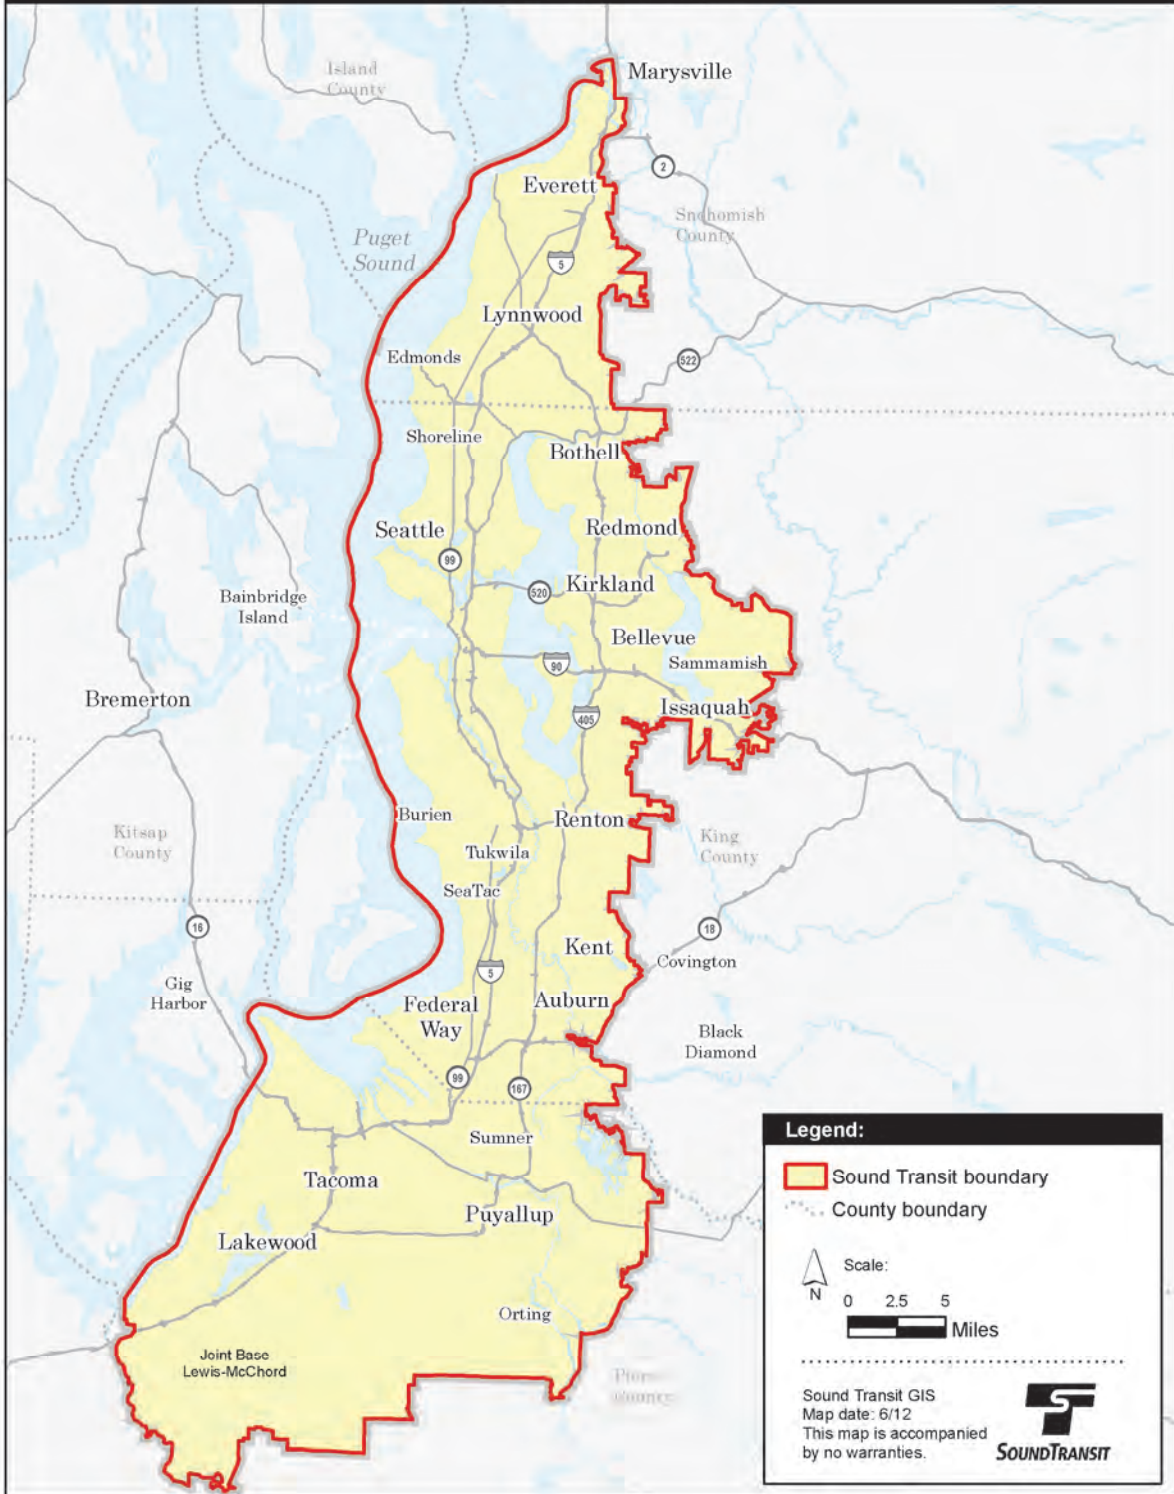 Island
County
Marysville
2
Everett
Snohomish
County
Puget
Sound
5
Lynnwood
Edmonds
522
Shoreline
Bothell
Seattle
Redmond
99
Kirkland
520
Bainbridge
Island
Bellevue
Sammamish
90
Bremerton
Issaquah
405
Burien
Renton
Kitsap
County
King
County
Tukwila
SeaTac
16
18
Kent
Covington
5
Gig
Harbor
Federal
Way
Auburn
Black
Diamond
99
167
Sumner
Tacoma
Puyallup
Lakewood
Orting
Joint Base
Lewis-McChord
Pierce
County
Legend:
Sound Transit boundary
County boundary
N
Scale:
0 2.5 5
Miles
Sound Transit GIS
Map date: 6/12
This map is accompanied
by no warranties.
SOUNDTRANSIT